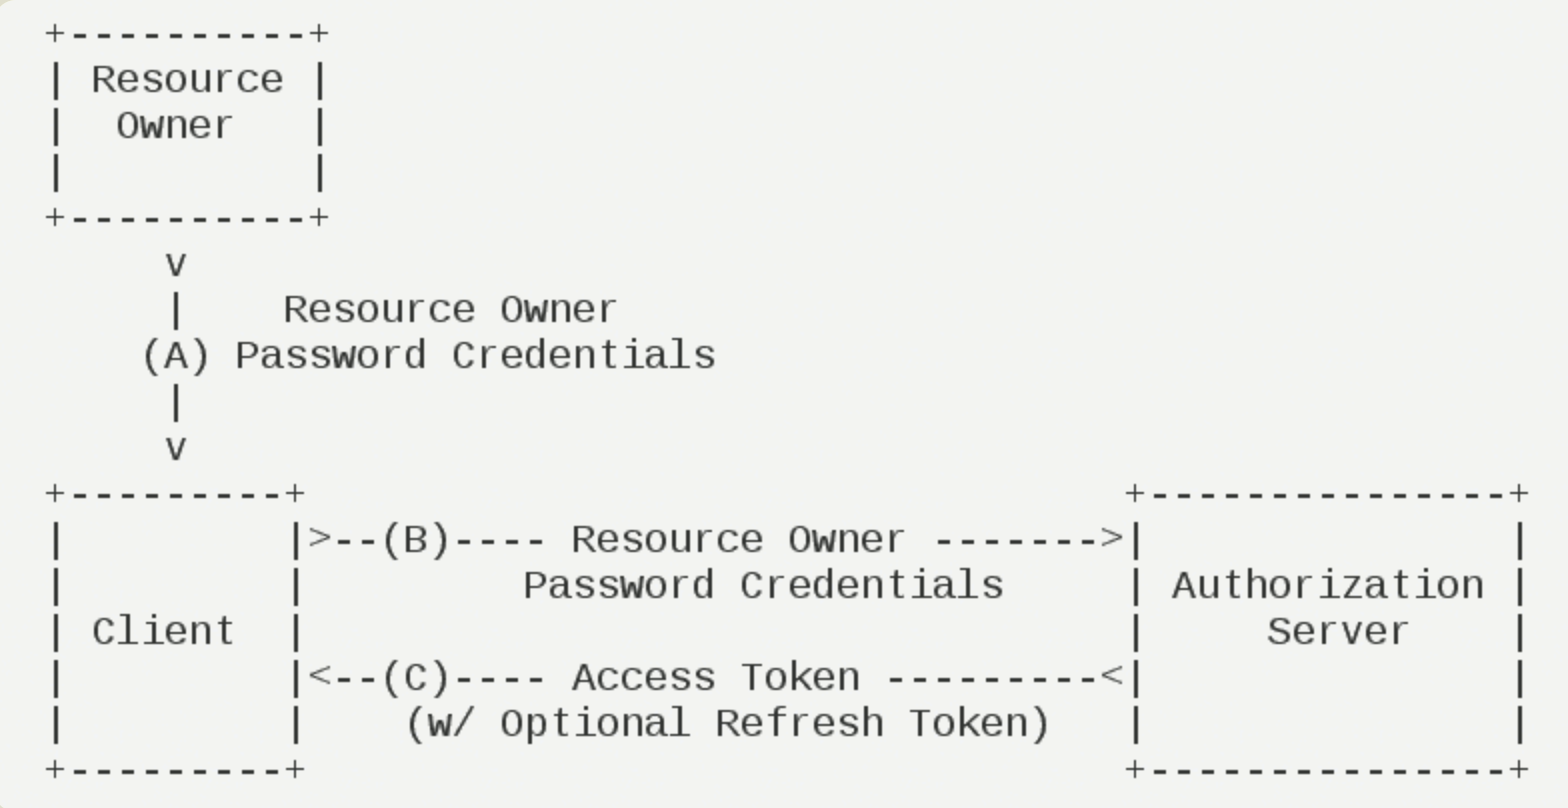 +----------+
| Resource |
|  Owner   |
|          |
+----------+
     v
     |    Resource Owner
    (A) Password Credentials
     |
     v
+---------+                                  +---------------+
|         |>--(B)---- Resource Owner ------->|               |
|         |         Password Credentials     | Authorization |
| Client  |                                  |     Server    |
|         |<--(C)---- Access Token ---------<|               |
|         |    (w/ Optional Refresh Token)   |               |
+---------+                                  +---------------+